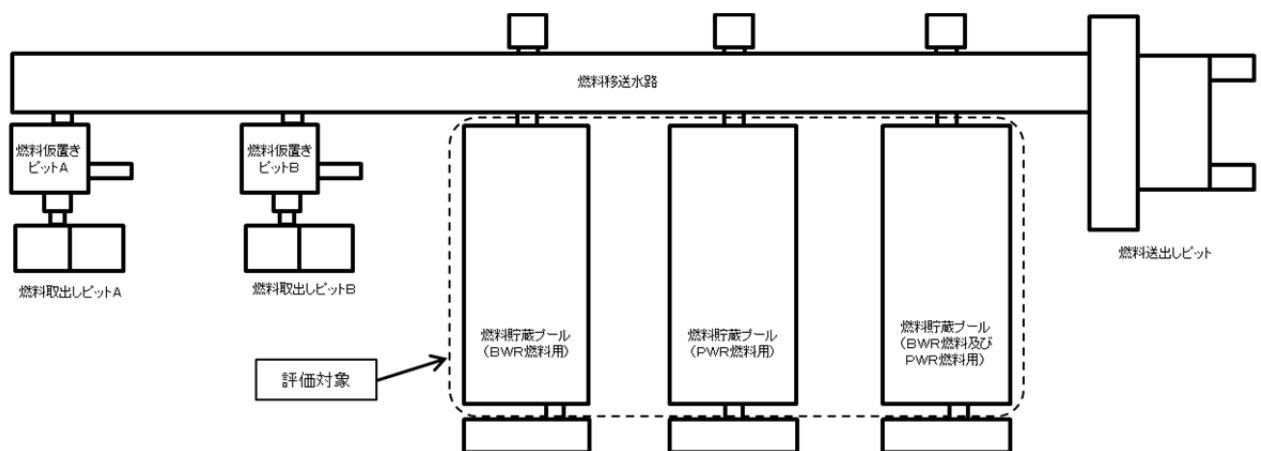 燃料移送水路
燃料仮置き
ピットA
燃料仮置き
ピットB
燃料取出しピットA
燃料取出しピットB
燃料貯蔵プール
（BWR燃料用）
燃料貯蔵プール
（PWR燃料用）
燃料貯蔵プール
（BWR燃料及び
PWR燃料用）
燃料送出しピット
評価対象